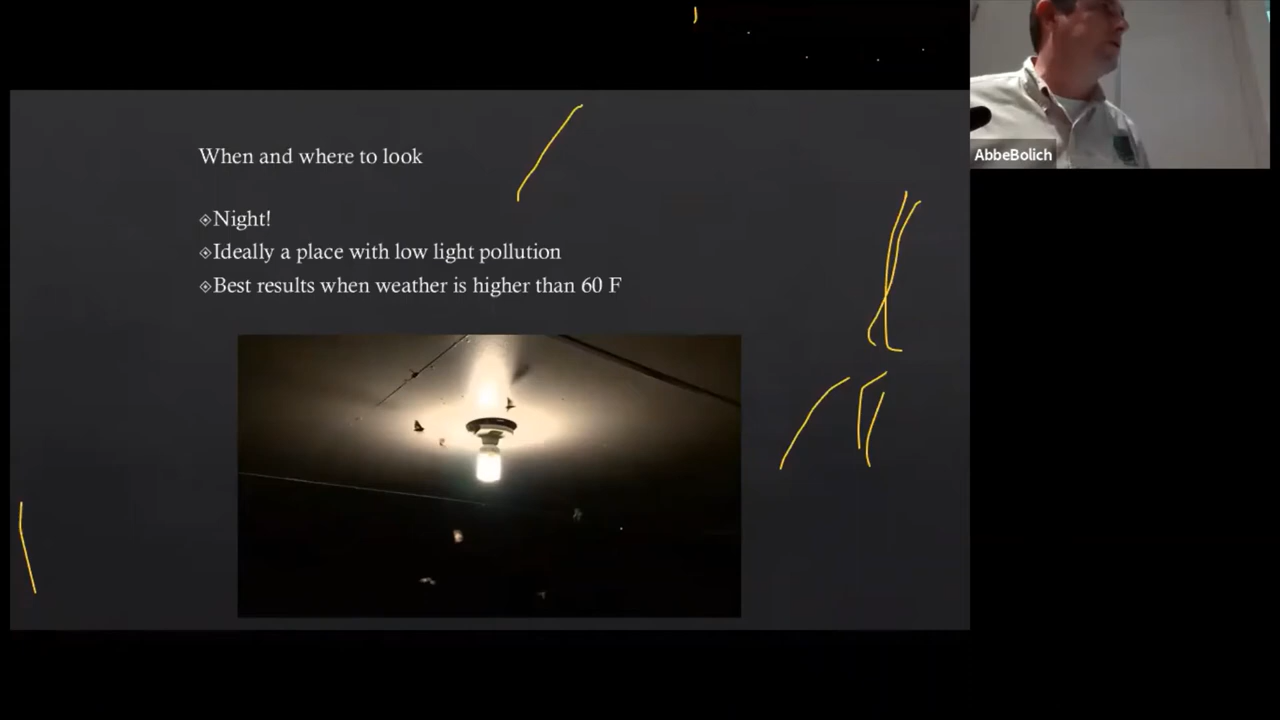 AbbeBolich
When and where to look
Night!
Ideally a place with low light pollution
Best results when weather is higher than 60 F